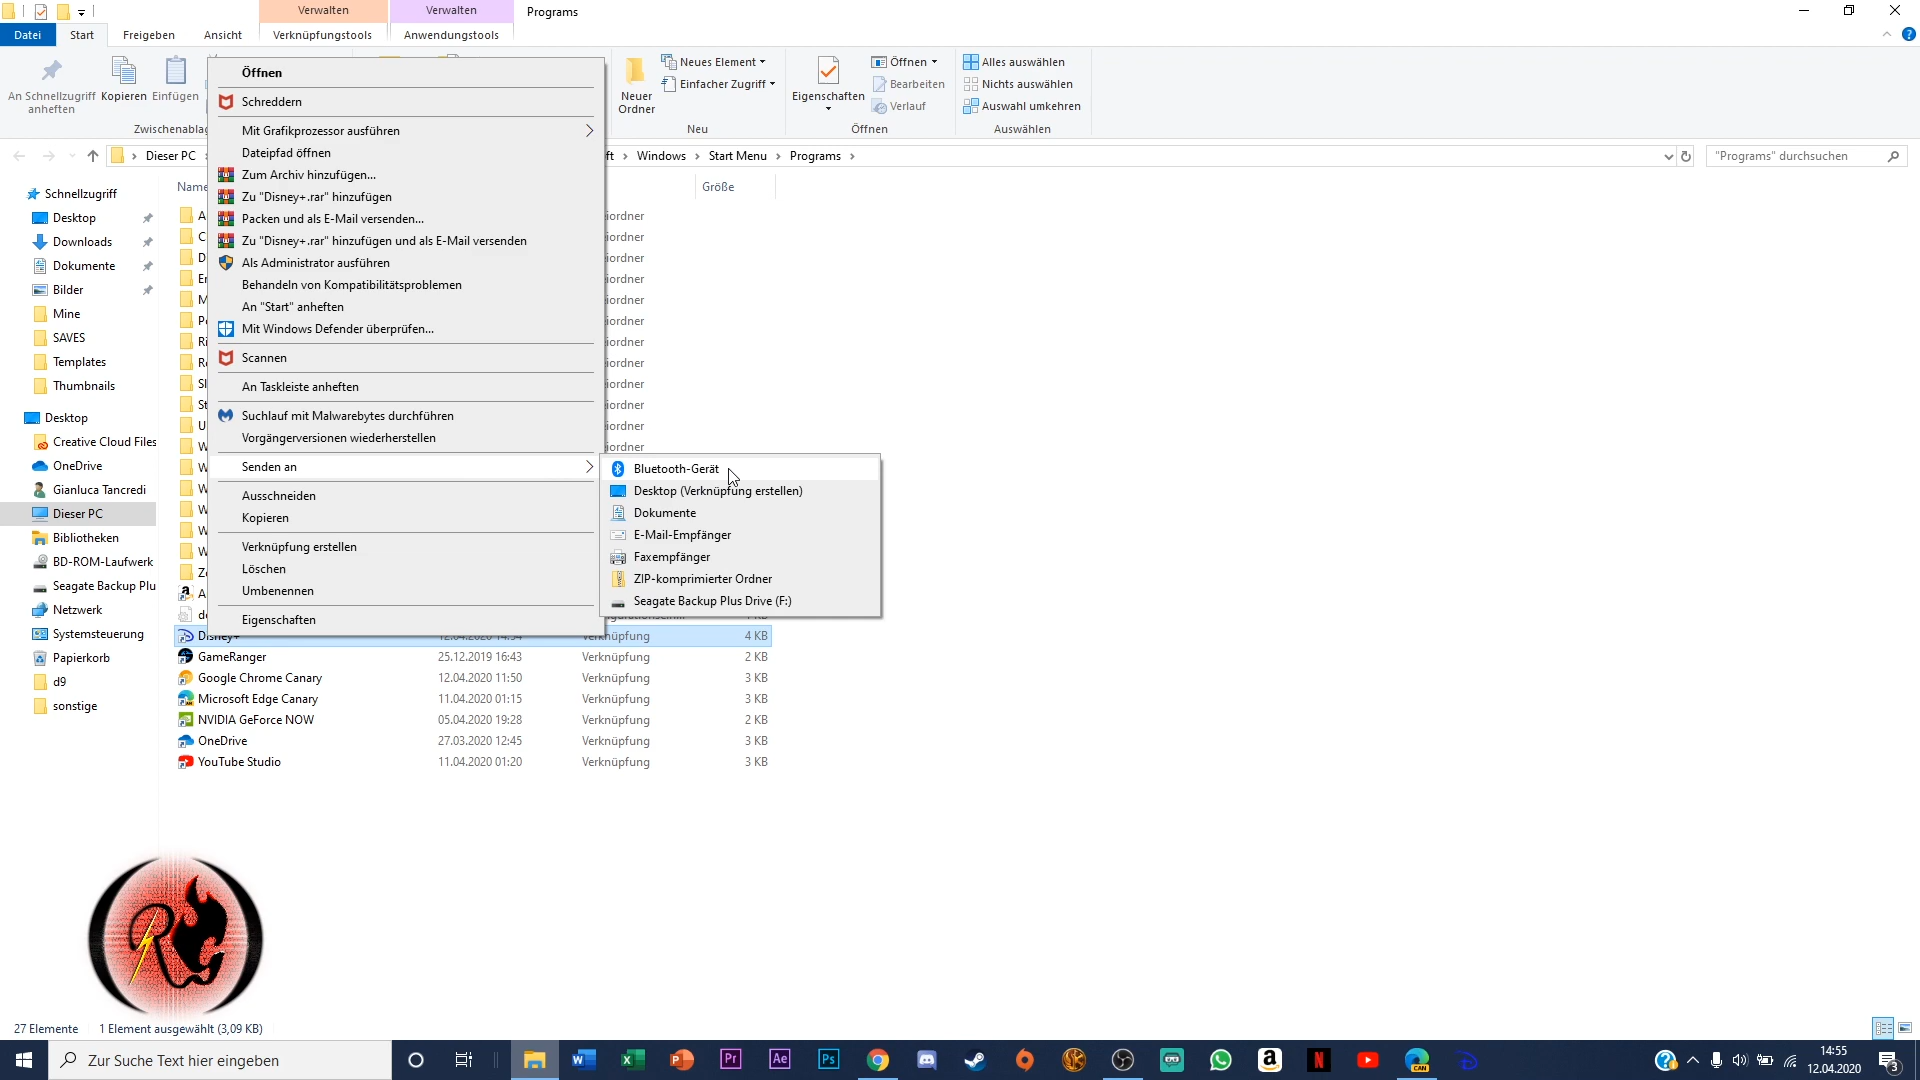 Verwalten
Verwalten
Programs
Datei
Start
Freigeben
Ansicht
Verknüpfungstools
Anwendungstools
An Schnellzugriff
anheften
Kopieren
Einfügen
Neuer
Ordner
Neues Element
Einfacher Zugriff
Eigenschaften
Öffnen
Bearbeiten
Verlauf
Alles auswählen
Nichts auswählen
Auswahl umkehren
Neu
Öffnen
Auswählen
Dieser PC
Windows
Start Menu
Programs
"Programs" durchsuchen
Name
Größe
Schnellzugriff
Desktop
Downloads
Dokumente
Bilder
Mine
SAVES
Templates
Thumbnails
Desktop
Creative Cloud Files
OneDrive
Gianluca Tancredi
Dieser PC
Bibliotheken
BD-ROM-Laufwerk
Seagate Backup Plu
Netzwerk
Systemsteuerung
Papierkorb
d9
sonstige
Öffnen
Schreddern
Mit Grafikprozessor ausführen
Dateipfad öffnen
Zum Archiv hinzufügen...
Zu "Disney+.rar" hinzufügen
Packen und als E-Mail versenden...
Zu "Disney+.rar" hinzufügen und als E-Mail versenden
Als Administrator ausführen
Behandeln von Kompatibilitätsproblemen
An "Start" anheften
Mit Windows Defender überprüfen...
Scannen
An Taskleiste anheften
Suchlauf mit Malwarebytes durchführen
Vorgängerversionen wiederherstellen
Senden an
Ausschneiden
Kopieren
Verknüpfung erstellen
Löschen
Umbenennen
Eigenschaften
Bluetooth-Gerät
Desktop (Verknüpfung erstellen)
Dokumente
E-Mail-Empfänger
Faxempfänger
ZIP-komprimierter Ordner
Seagate Backup Plus Drive (F:)
Disney+ 12.04.2020 14:54 Verknüpfung 4 KB
GameRanger 25.12.2019 16:43 Verknüpfung 2 KB
Google Chrome Canary 12.04.2020 11:50 Verknüpfung 3 KB
Microsoft Edge Canary 11.04.2020 01:15 Verknüpfung 3 KB
NVIDIA GeForce NOW 05.04.2020 19:28 Verknüpfung 2 KB
OneDrive 27.03.2020 12:45 Verknüpfung 3 KB
YouTube Studio 11.04.2020 01:20 Verknüpfung 3 KB
27 Elemente 1 Element ausgewählt (3,09 KB)
Zur Suche Text hier eingeben
14:55
12.04.2020
3